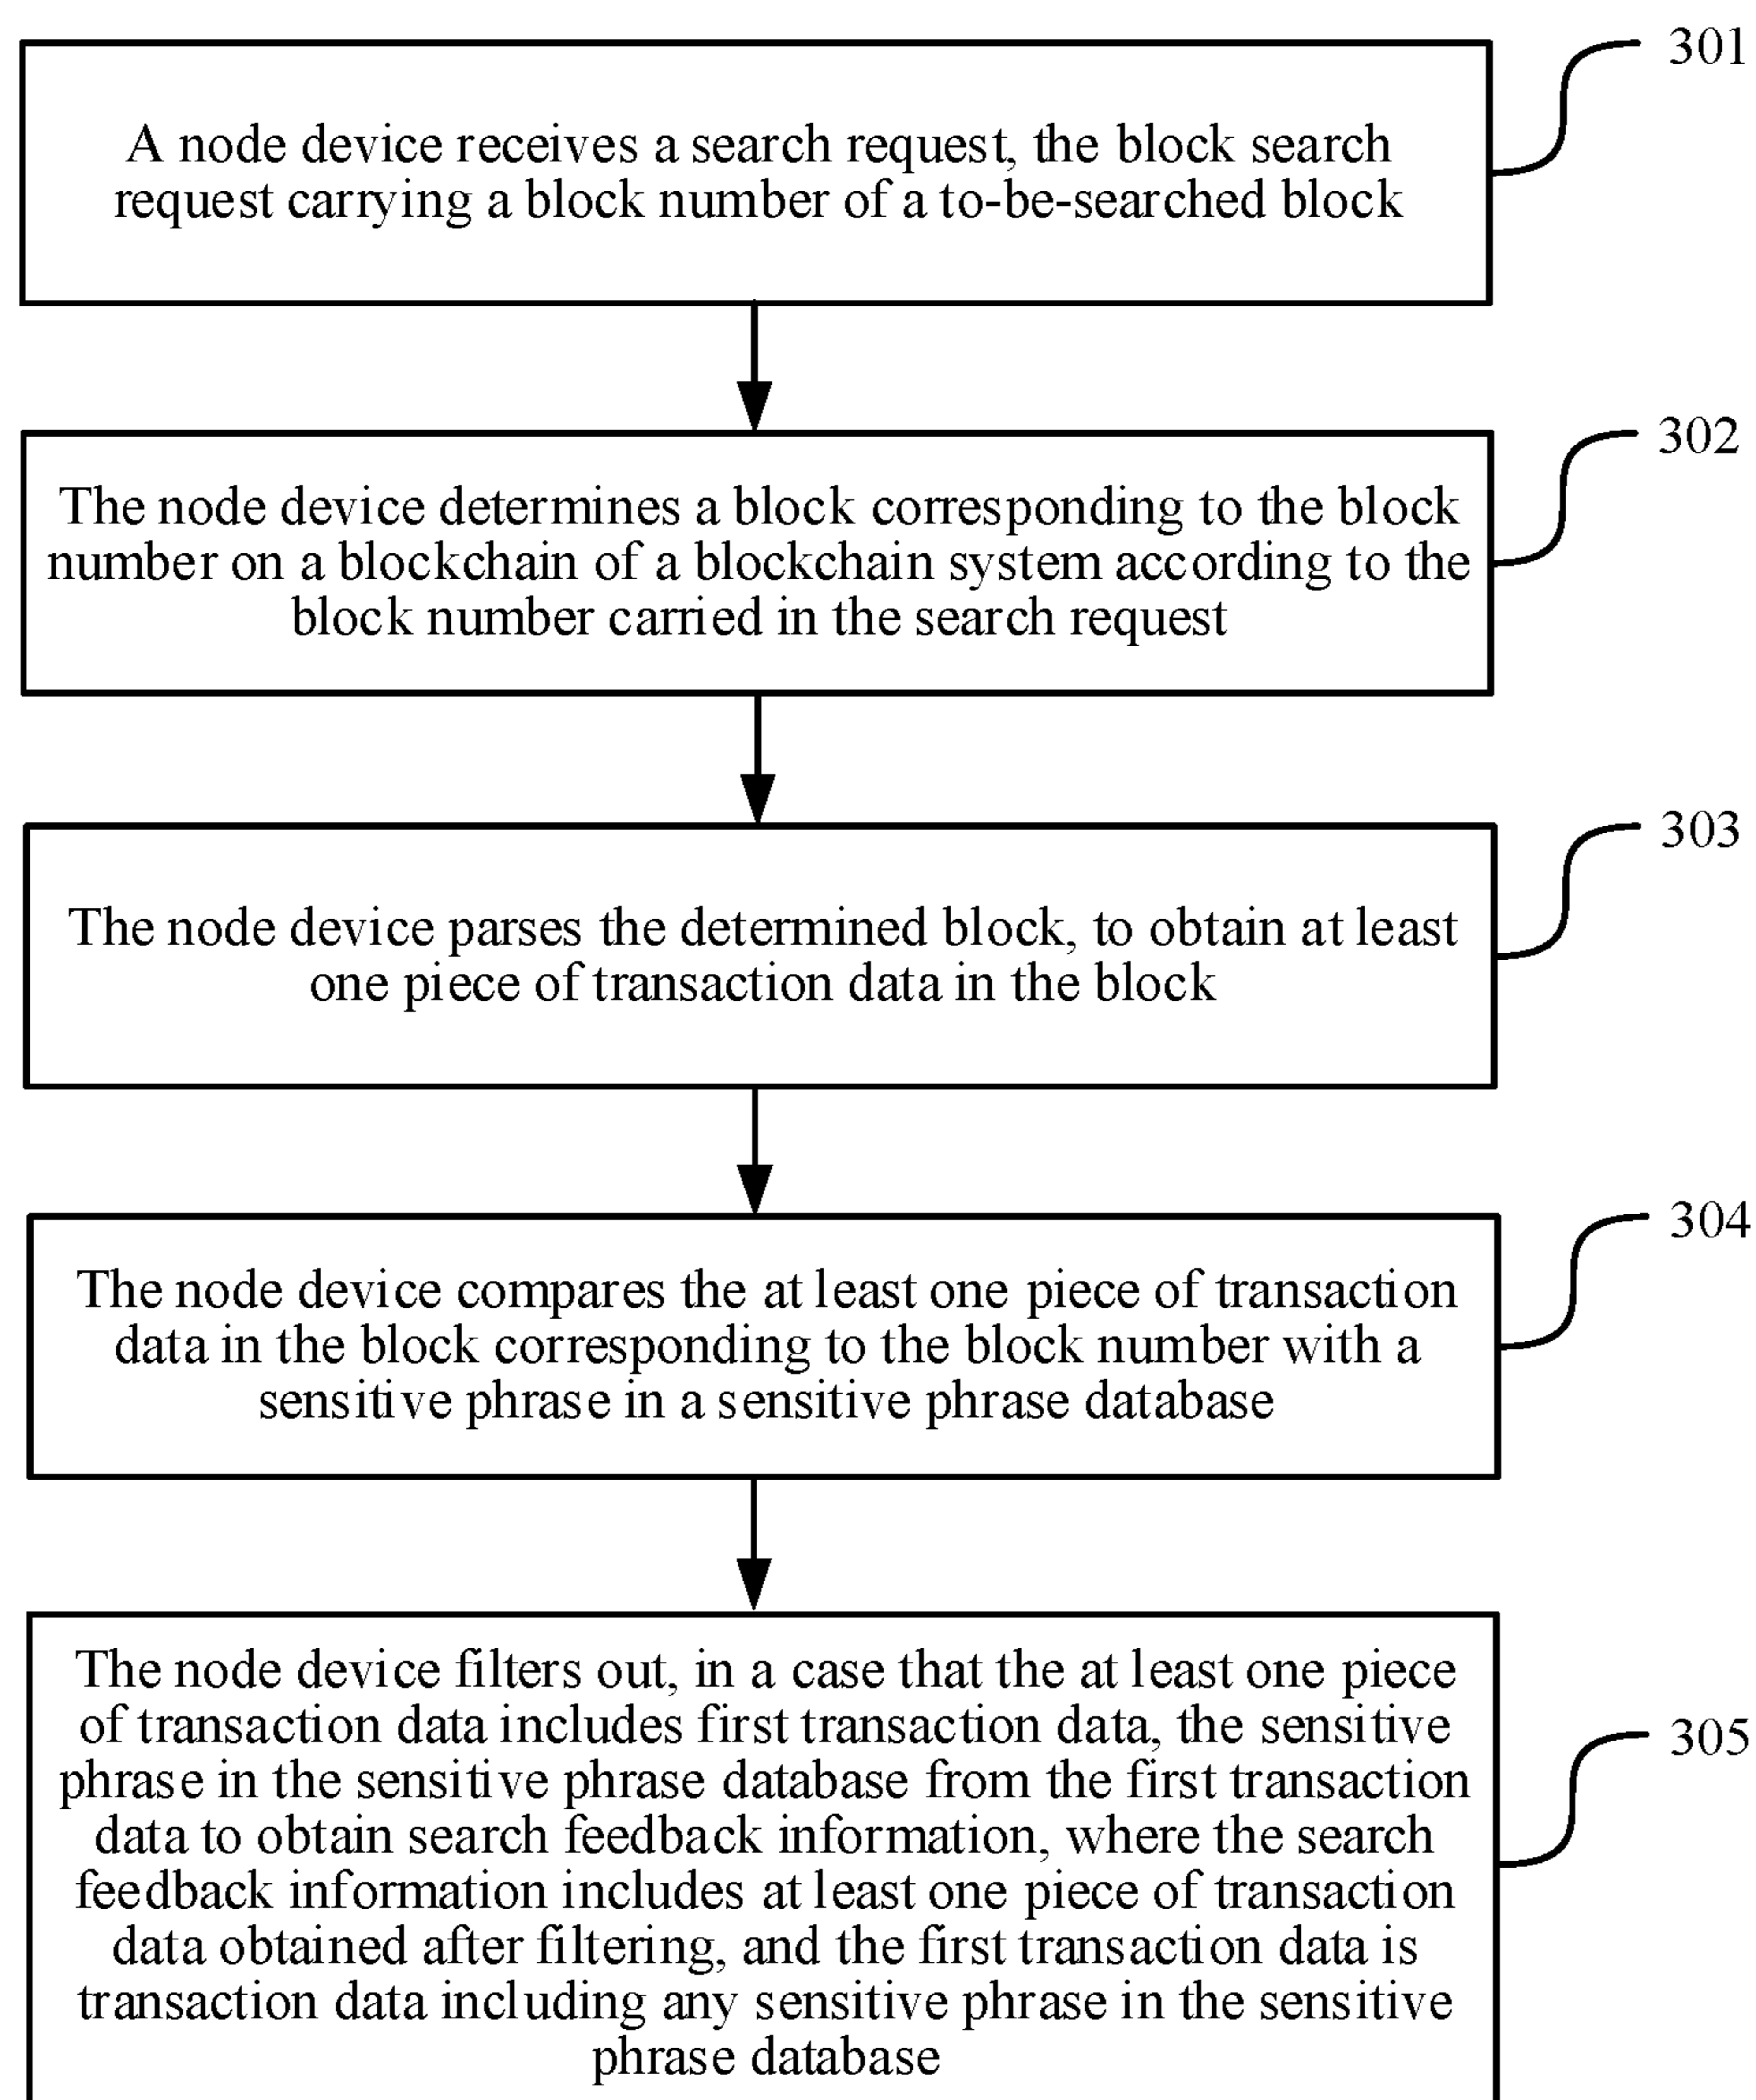 301
A node device receives a search request, the block search
request carrying a block number of a to-be-searched block
302
The node device determines a block corresponding to the block
number on a blockchain of a blockchain system according to the
block number carried in the search request
303
The node device parses the determined block, to obtain at least
one piece of transaction data in the block
304
The node device compares the at least one piece of transaction
data in the block corresponding to the block number with a
sensitive phrase in a sensitive phrase database
The node device filters out, in a case that the at least one piece
of transaction data includes first transaction data, the sensitive
305
phrase in the sensitive phrase database from the first transaction
data to obtain search feedback information, where the search
feedback information includes at least one piece of transaction
data obtained after filtering, and the first transaction data is
transaction data including any sensitive phrase in the sensitive
phrase database